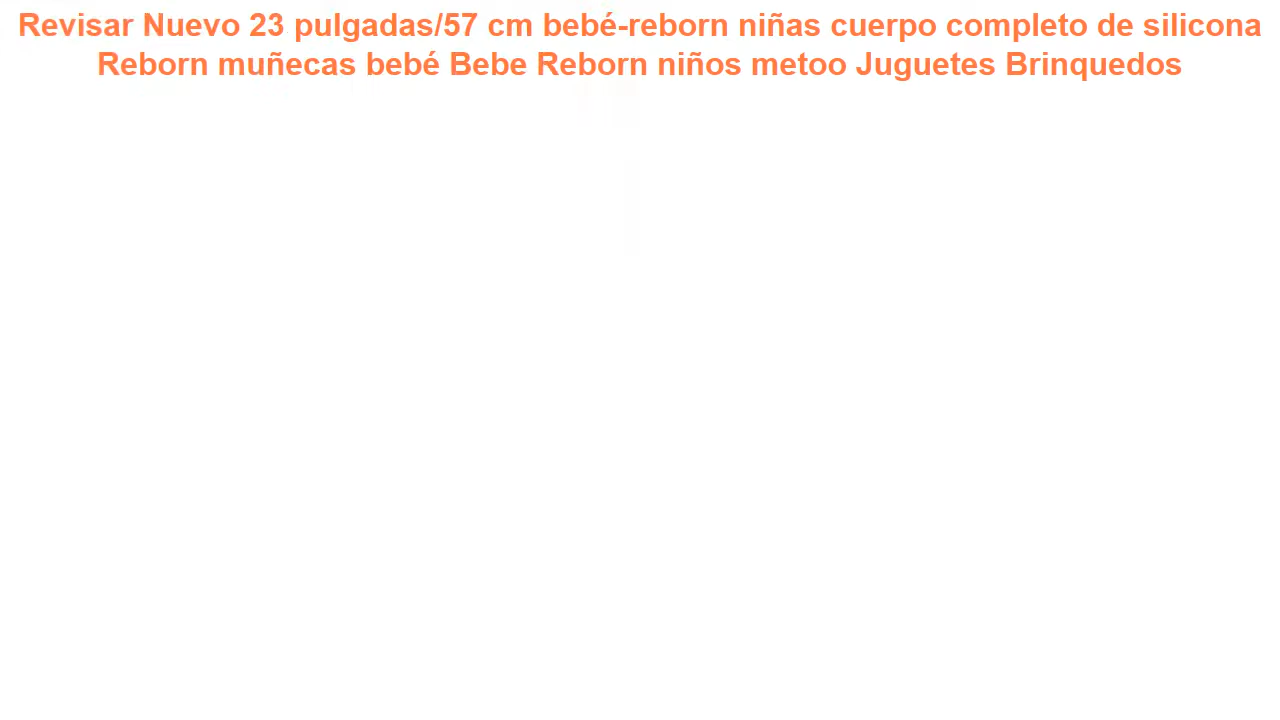 Revisar Nuevo 23 pulgadas/57 cm bebé-reborn niñas cuerpo completo de silicona
Reborn muñecas bebé Bebe Reborn niños metoo Juguetes Brinquedos